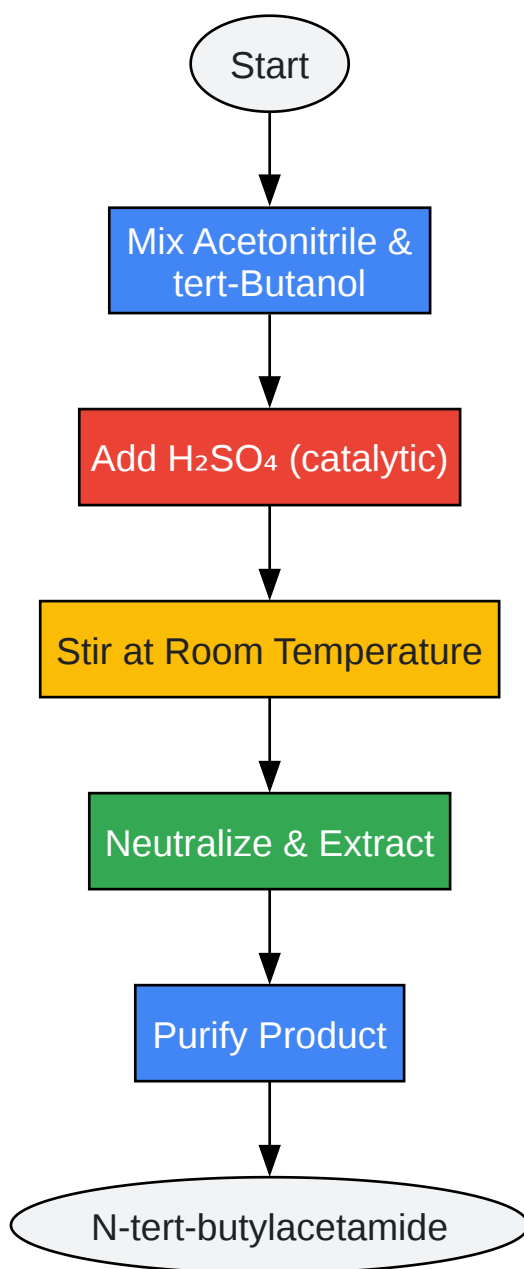 Start
Mix Acetonitrile &
tert-Butanol
Add H₂SO₄ (catalytic)
Stir at Room Temperature
Neutralize & Extract
Purify Product
N-tert-butylacetamide